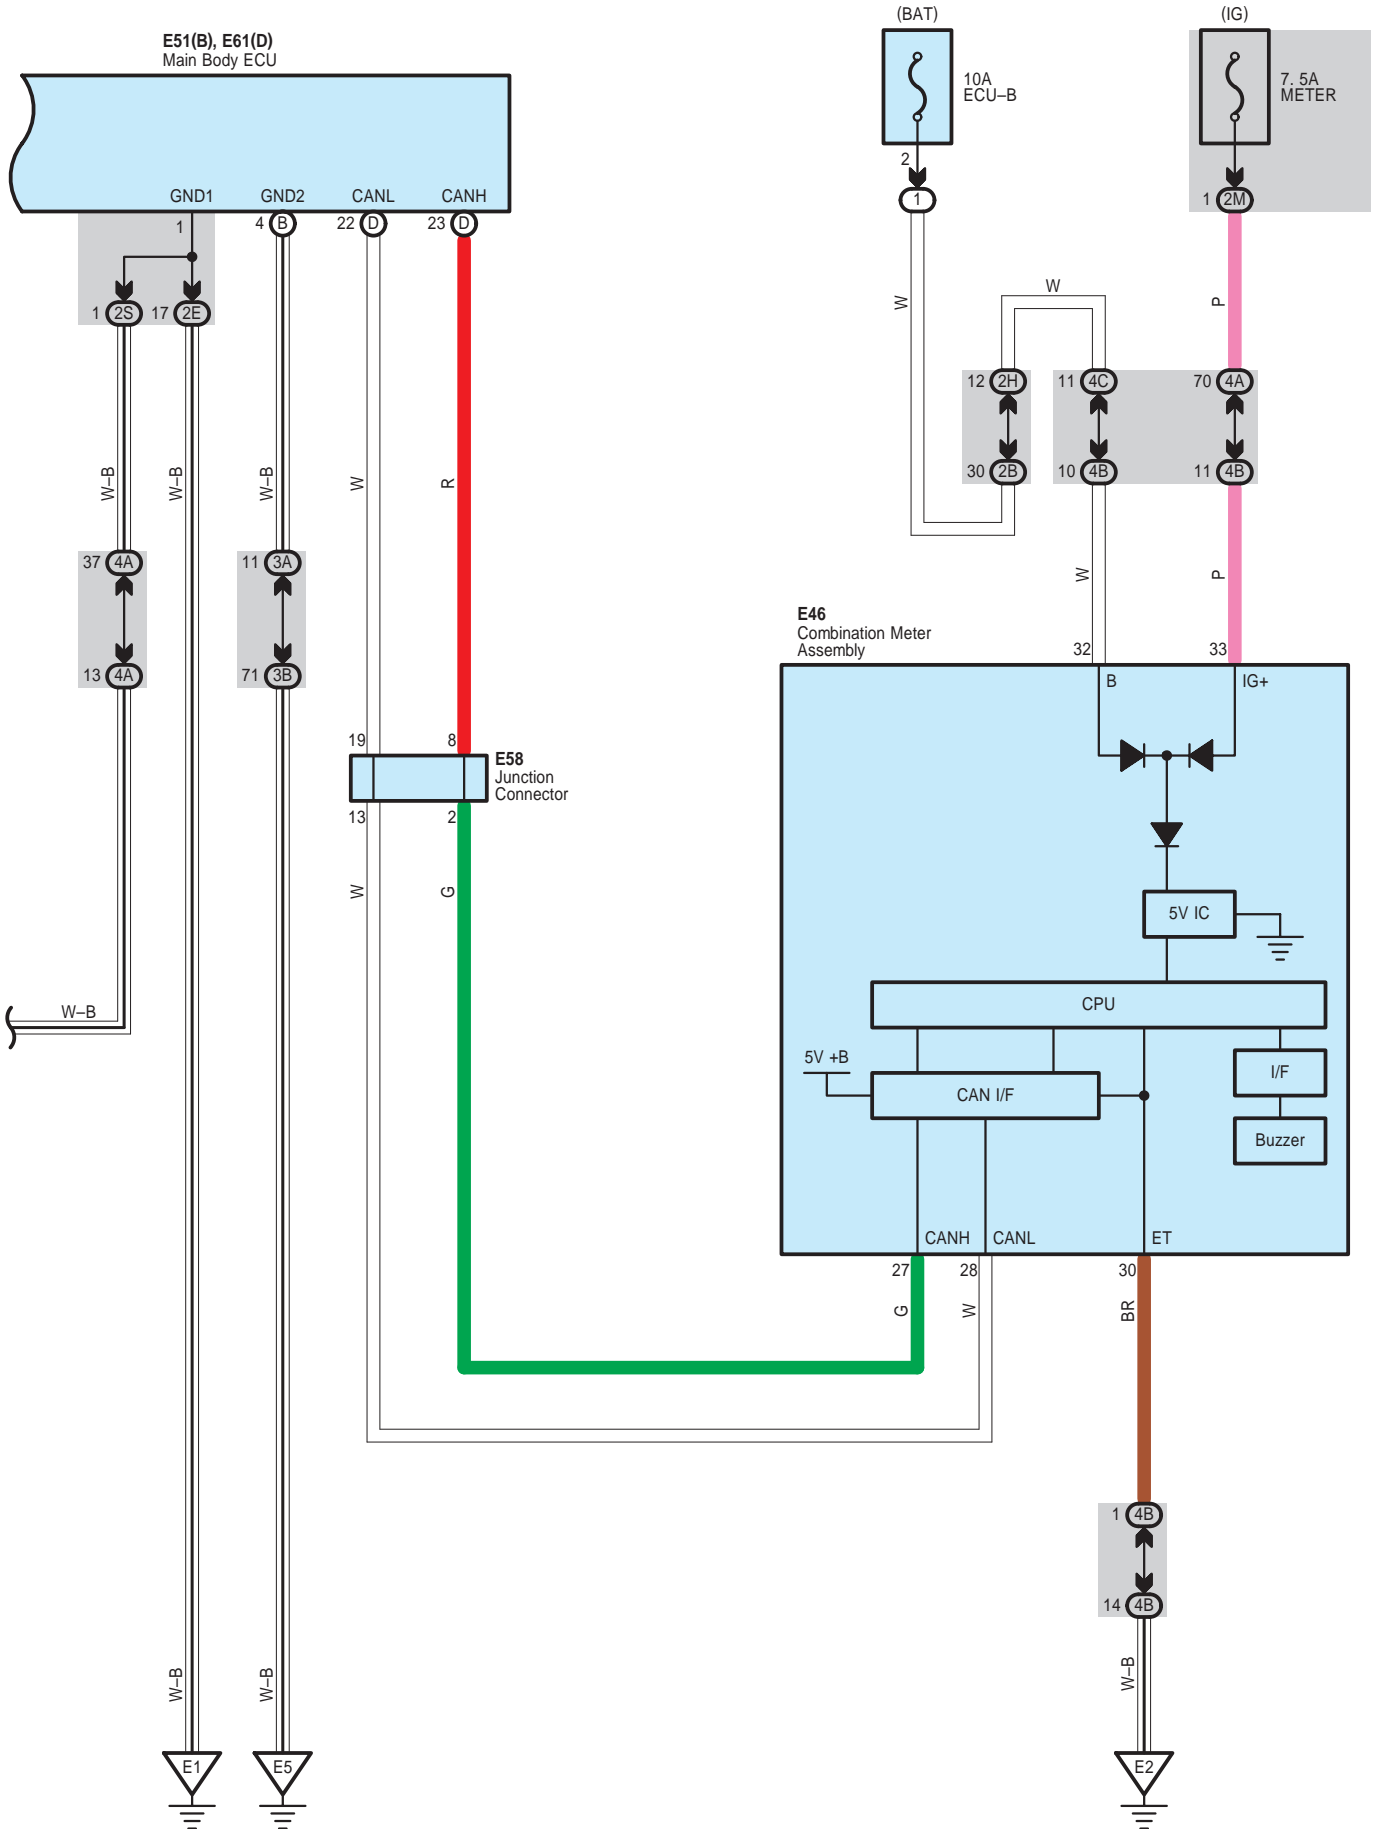 (BAT)
(IG)
E51(B), E61(D)
Main Body ECU
10A
ECU–B
7. 5A
METER
GND1
GND2
CANL
CANH
2
1
1 2M
1
4 B
22 D
23 D
1 2S
17 2E
W
W
P
12 2H
11 4C
70 4A
30 2B
10 4B
11 4B
W–B
W–B
W–B
W
R
37 4A
11 3A
W
P
13 4A
71 3B
E46
Combination Meter
Assembly
32
33
B
IG+
19
8
E58
Junction
Connector
13
2
W
G
5V IC
W–B
CPU
5V +B
CAN I/F
I/F
Buzzer
CANH
CANL
ET
27
28
30
G
W
BR
1 4B
14 4B
W–B
W–B
W–B
E1
E5
E2